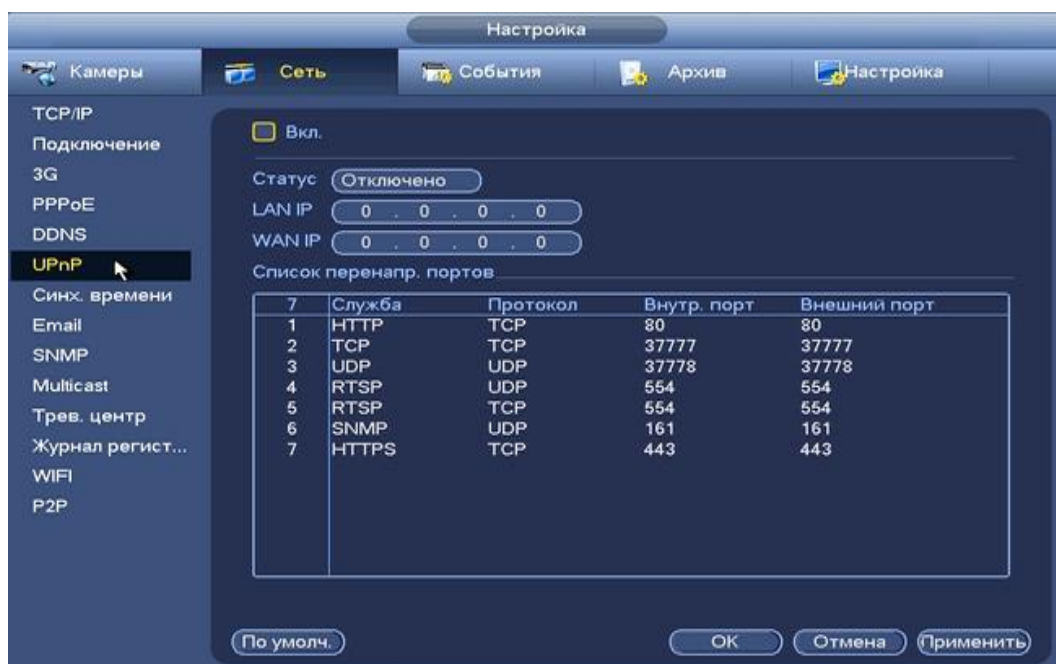 Настройка
Камеры
Сеть
События
Архив
Настройка
TCP/IP
Подключение
3G
PPPoE
DDNS
UPnP
Синх. времени
Email
SNMP
Multicast
Трев. центр
Журнал регист...
WIFI
P2P
Вкл.
Статус Отключено
LAN IP 0 . 0 . 0 . 0
WAN IP 0 . 0 . 0 . 0
Список перенапр. портов
7 Служба Протокол Внутр. порт Внешний порт
1 HTTP TCP 80 80
2 TCP TCP 37777 37777
3 UDP UDP 37778 37778
4 RTSP UDP 554 554
5 RTSP TCP 554 554
6 SNMP UDP 161 161
7 HTTPS TCP 443 443
По умолч. OK Отмена Применить